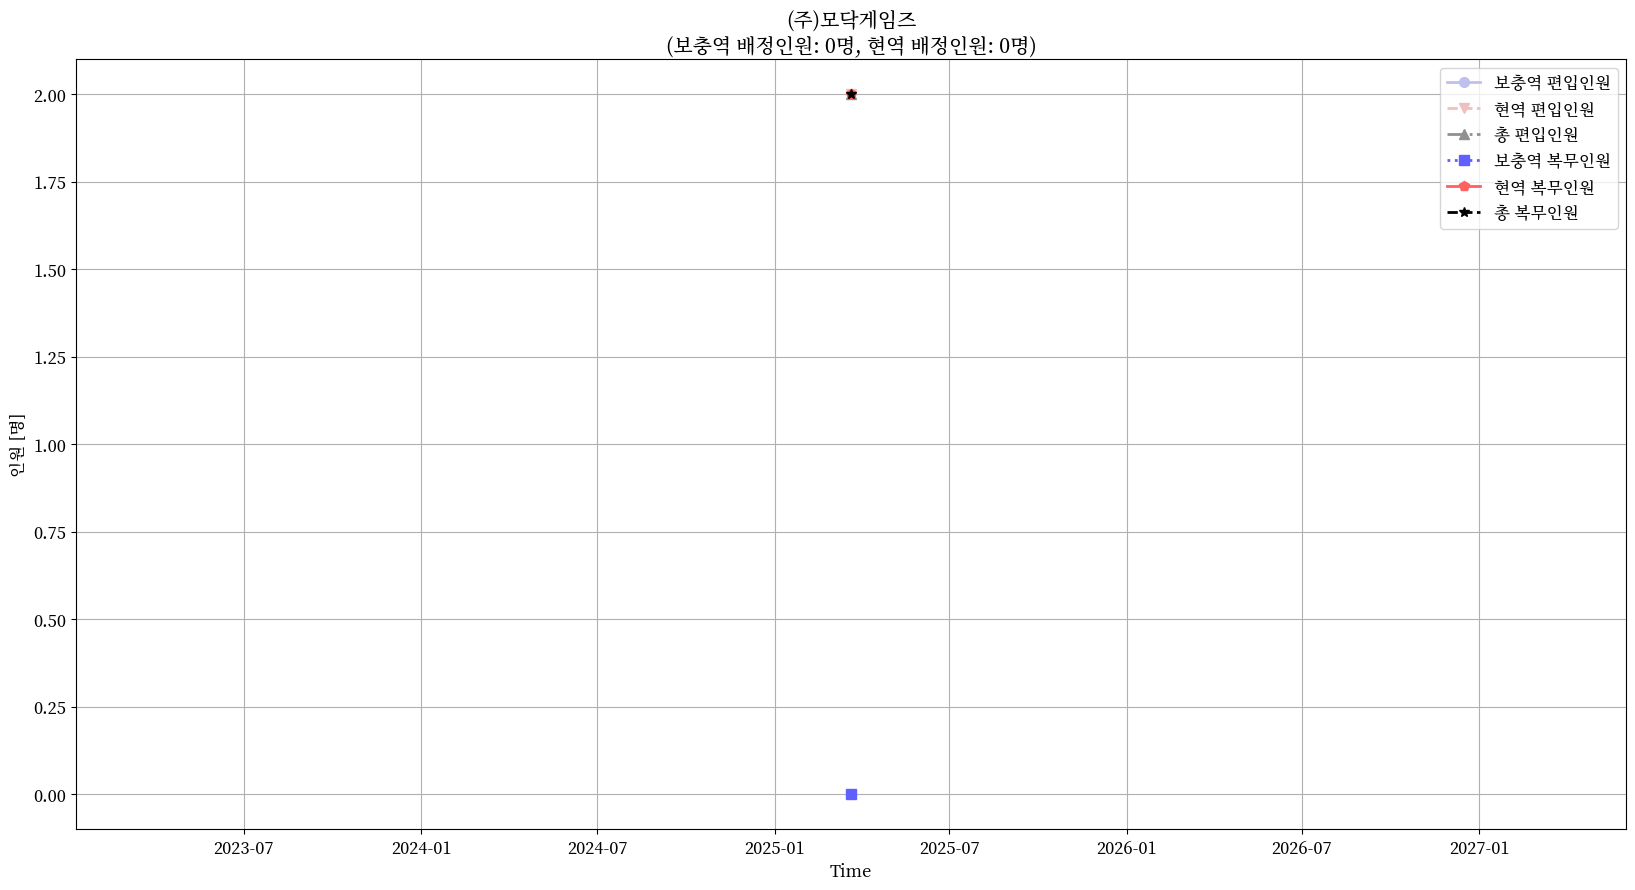 (주)모닥게임즈
(보충역 배정인원: 0명, 현역 배정인원: 0명)
보충역 편입인원
현역 편입인원
총 편입인원
보충역 복무인원
현역 복무인원
총 복무인원
2.00
1.75
1.50
1.25
1.00
0.75
0.50
0.25
0.00
인원 [명]
2023-07
2024-01
2024-07
2025-01
2025-07
2026-01
2026-07
2027-01
Time